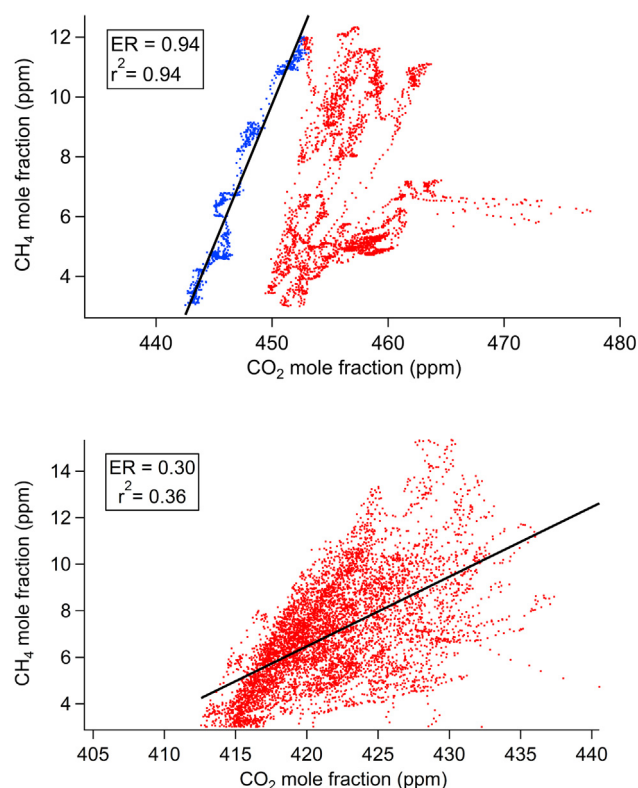 12
10
8
6
4
CH₄ mole fraction (ppm)
ER = 0.94
r² = 0.94
440 450 460 470 480
CO₂ mole fraction (ppm)
14
12
10
8
6
4
CH₄ mole fraction (ppm)
ER = 0.30
r² = 0.36
405 410 415 420 425 430 435 440
CO₂ mole fraction (ppm)